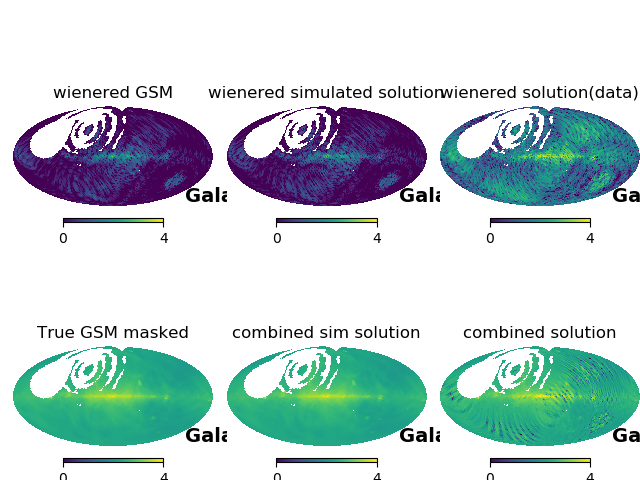 wienered GSM
wienered simulated solution
wienered solution(data)
Gala
Gala
Ga
0 4
0 4
0 4
True GSM masked
combined sim solution
combined solution
Gala
Gala
Ga
0 4
0 4
0 4